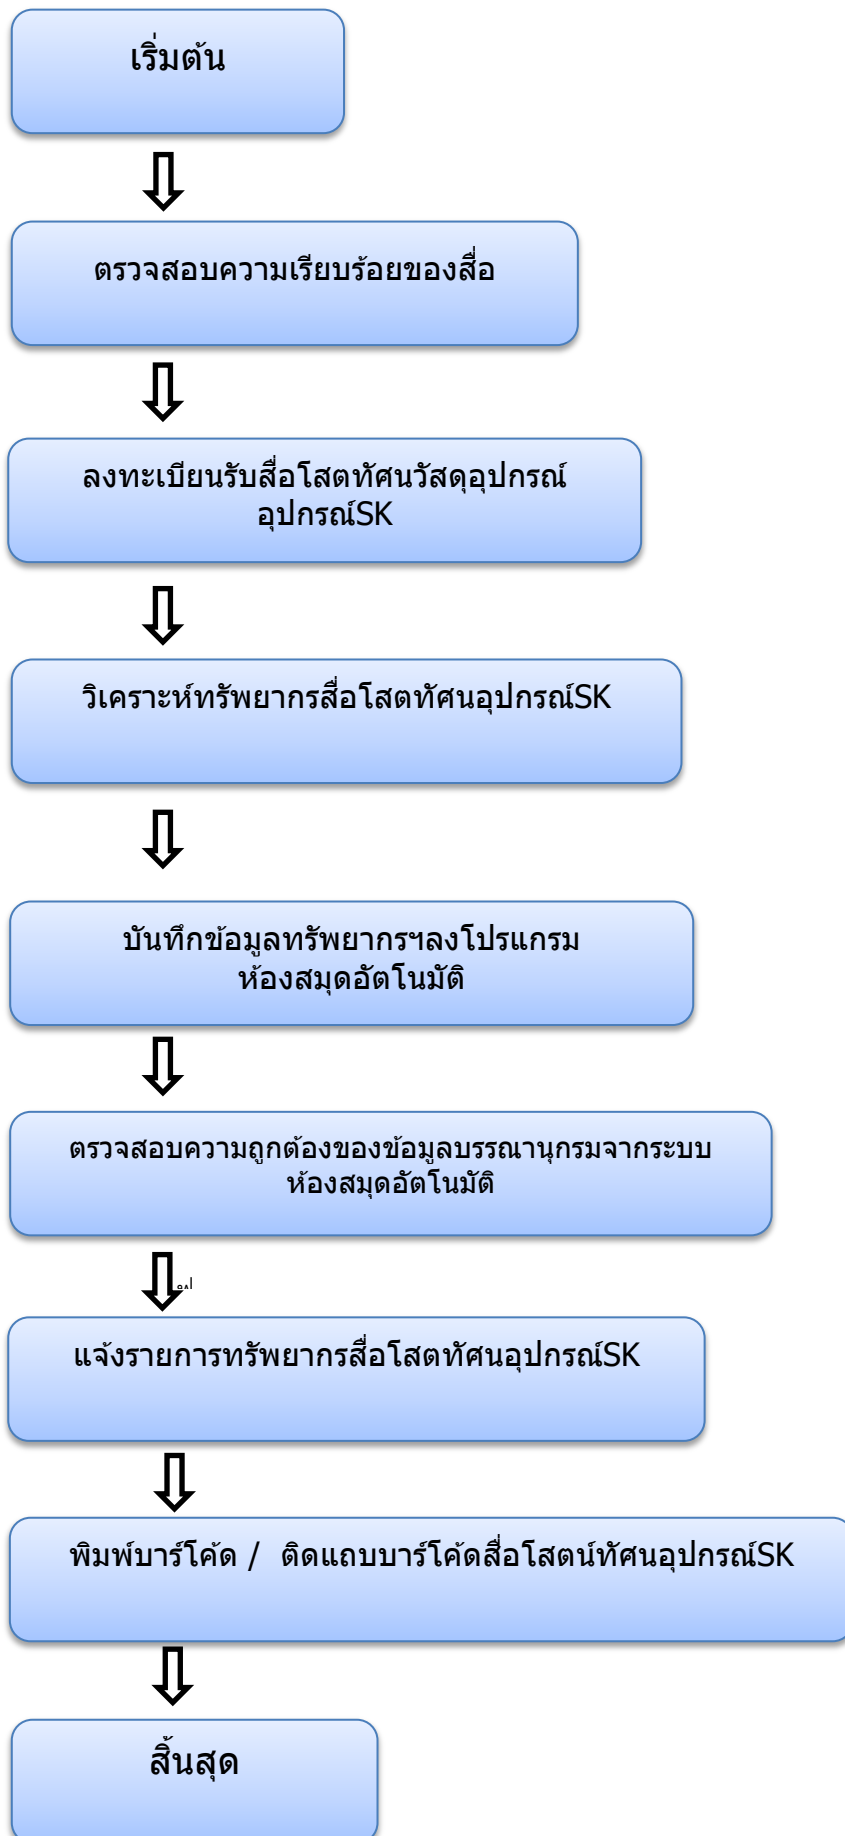 เริ่มต้น
ตรวจสอบความเรียบร้อยของสื่อ
ลงทะเบียนรับสื่อโสตทัศนวัสดุอุปกรณ์
อุปกรณ์SK
วิเคราะห์ทรัพยากรสื่อโสตทัศนอุปกรณ์SK
บันทึกข้อมูลทรัพยากรฯลงโปรแกรม
ห้องสมุดอัตโนมัติ
ตรวจสอบความถูกต้องของข้อมูลบรรณานุกรมจากระบบ
ห้องสมุดอัตโนมัติ
แจ้งรายการทรัพยากรสื่อโสตทัศนอุปกรณ์SK
พิมพ์บาร์โค้ด / ติดแถบบาร์โค้ดสื่อโสตน์ทัศนอุปกรณ์SK
สิ้นสุด